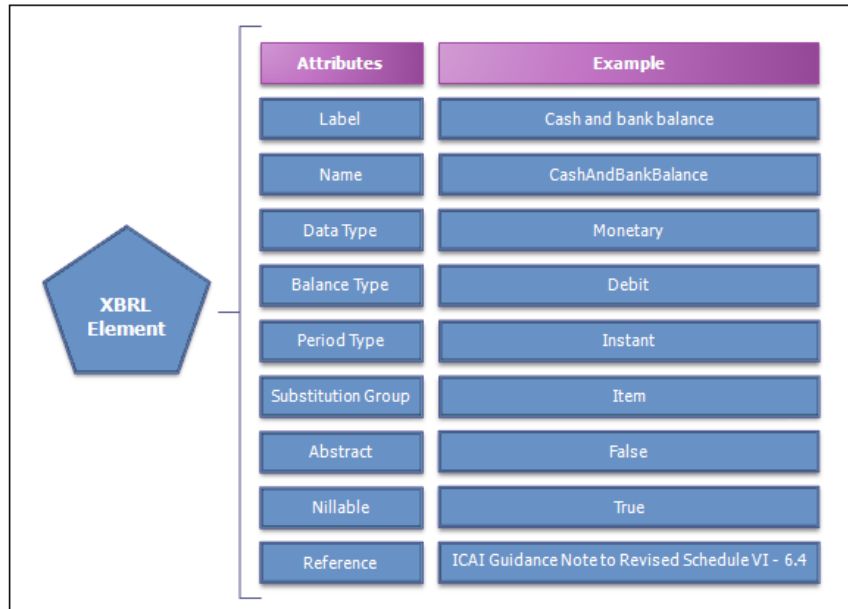 Attributes Example
Label Cash and bank balance
Name CashAndBankBalance
Data Type Monetary
Balance Type Debit
XBRL
Element
Period Type Instant
Substitution Group Item
Abstract False
Nillable True
Reference ICAI Guidance Note to Revised Schedule VI - 6.4